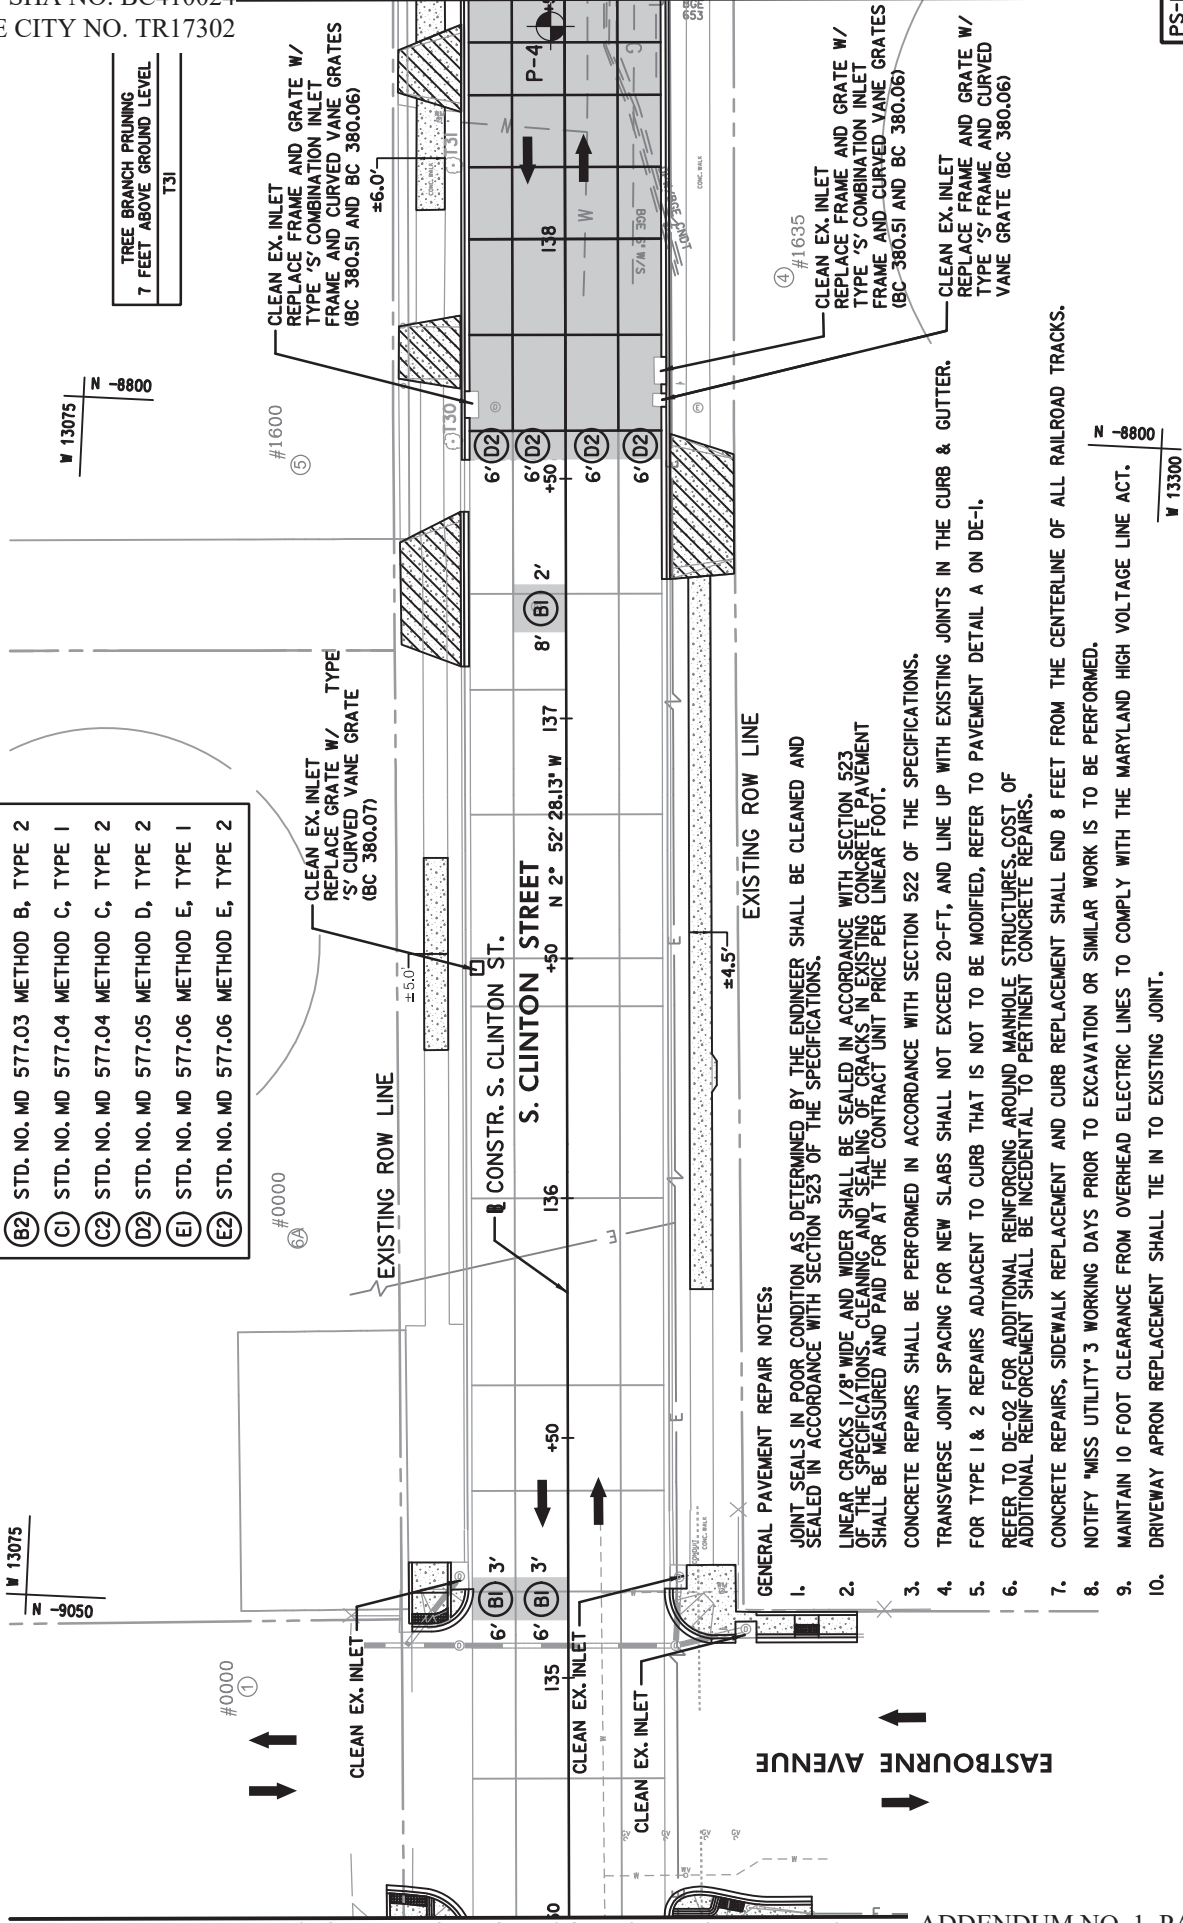 SHA NO. BC410024
E CITY NO. TR17302
PS-
TREE BRANCH PRUNING
7 FEET ABOVE GROUND LEVEL
T31
W 13075
N -8800
#1600
5
CLEAN EX. INLET
REPLACE FRAME AND GRATE W/
TYPE 'S' COMBINATION INLET
FRAME AND CURVED VANE GRATES
(BC 380.51 AND BC 380.06)
±6.0'
T31
T30
CONC. WALK
P-4
BGE
653
G
W
W
138
BGE 6" W/S
BGE CNDT
CONC. WALK
4
#1635
CLEAN EX. INLET
REPLACE FRAME AND GRATE W/
TYPE 'S' COMBINATION INLET
FRAME AND CURVED VANE GRATES
(BC 380.51 AND BC 380.06)
CLEAN EX. INLET
REPLACE FRAME AND GRATE W/
TYPE 'S' FRAME AND CURVED
VANE GRATE (BC 380.06)
6' D2
6' D2
6' D2
6' D2
+50
D
E
8' B1 2'
137
N 2° 52' 28.13" W
CLEAN EX. INLET
REPLACE GRATE W/ TYPE
'S' CURVED VANE GRATE
(BC 380.07)
±5.0'
B2 STD. NO. MD 577.03 METHOD B, TYPE 2
C1 STD. NO. MD 577.04 METHOD C, TYPE 1
C2 STD. NO. MD 577.04 METHOD C, TYPE 2
D2 STD. NO. MD 577.05 METHOD D, TYPE 2
E1 STD. NO. MD 577.06 METHOD E, TYPE 1
E2 STD. NO. MD 577.06 METHOD E, TYPE 2
#0000
6A
EXISTING ROW LINE
B CONSTR. S. CLINTON ST.
S. CLINTON STREET
+50
136
+50
EXISTING ROW LINE
±4.5'
E
E
E
W 13075
N -9050
#0000
1
6' B1 3'
6' B1 3'
135
CLEAN EX. INLET
CLEAN EX. INLET
CLEAN EX. INLET
CONC. WALK
EASTBOURNE AVENUE
W
W
W
GENERAL PAVEMENT REPAIR NOTES:
1. JOINT SEALS IN POOR CONDITION AS DETERMINED BY THE ENDINEER SHALL BE CLEANED AND
SEALED IN ACCORDANCE WITH SECTION 523 OF THE SPECIFICATIONS.
2. LINEAR CRACKS 1/8" WIDE AND WIDER SHALL BE SEALED IN ACCORDANCE WITH SECTION 523
OF THE SPECIFICATIONS. CLEANING AND SEALING OF CRACKS IN EXISTING CONCRETE PAVEMENT
SHALL BE MEASURED AND PAID FOR AT THE CONTRACT UNIT PRICE PER LINEAR FOOT.
3. CONCRETE REPAIRS SHALL BE PERFORMED IN ACCORDANCE WITH SECTION 522 OF THE SPECIFICATIONS.
4. TRANSVERSE JOINT SPACING FOR NEW SLABS SHALL NOT EXCEED 20-FT, AND LINE UP WITH EXISTING JOINTS IN THE CURB & GUTTER.
5. FOR TYPE 1 & 2 REPAIRS ADJACENT TO CURB THAT IS NOT TO BE MODIFIED, REFER TO PAVEMENT DETAIL A ON DE-1.
6. REFER TO DE-02 FOR ADDITIONAL REINFORCING AROUND MANHOLE STRUCTURES. COST OF
ADDITIONAL REINFORCEMENT SHALL BE INCEDENTAL TO PERTINENT CONCRETE REPAIRS.
7. CONCRETE REPAIRS, SIDEWALK REPLACEMENT AND CURB REPLACEMENT SHALL END 8 FEET FROM THE CENTERLINE OF ALL RAILROAD TRACKS.
8. NOTIFY "MISS UTILITY" 3 WORKING DAYS PRIOR TO EXCAVATION OR SIMILAR WORK IS TO BE PERFORMED.
9. MAINTAIN 10 FOOT CLEARANCE FROM OVERHEAD ELECTRIC LINES TO COMPLY WITH THE MARYLAND HIGH VOLTAGE LINE ACT.
10. DRIVEWAY APRON REPLACEMENT SHALL TIE IN TO EXISTING JOINT.
N -8800
W 13300
ADDENDUM NO. 1